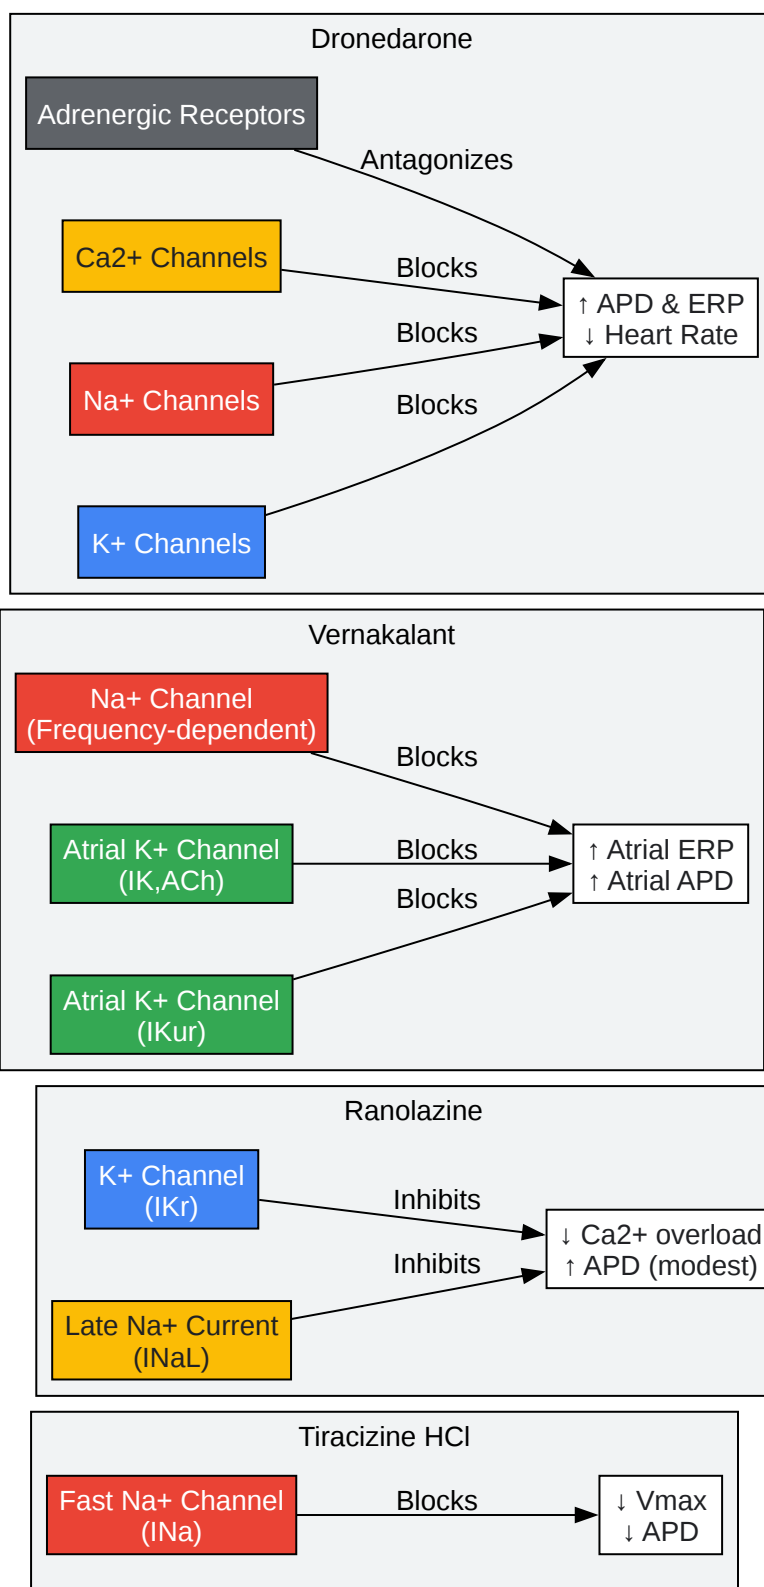 Dronedarone
Adrenergic Receptors
Antagonizes
Ca2+ Channels
Blocks
↑ APD & ERP
↓ Heart Rate
Na+ Channels
Blocks
K+ Channels
Blocks
Vernakalant
Na+ Channel
(Frequency-dependent)
Blocks
Atrial K+ Channel
(IK,ACh)
Blocks
↑ Atrial ERP
↑ Atrial APD
Atrial K+ Channel
(IKur)
Blocks
Ranolazine
K+ Channel
(IKr)
Inhibits
↓ Ca2+ overload
↑ APD (modest)
Late Na+ Current
(INaL)
Inhibits
Tiracizine HCl
Fast Na+ Channel
(INa)
Blocks
↓ Vmax
↓ APD